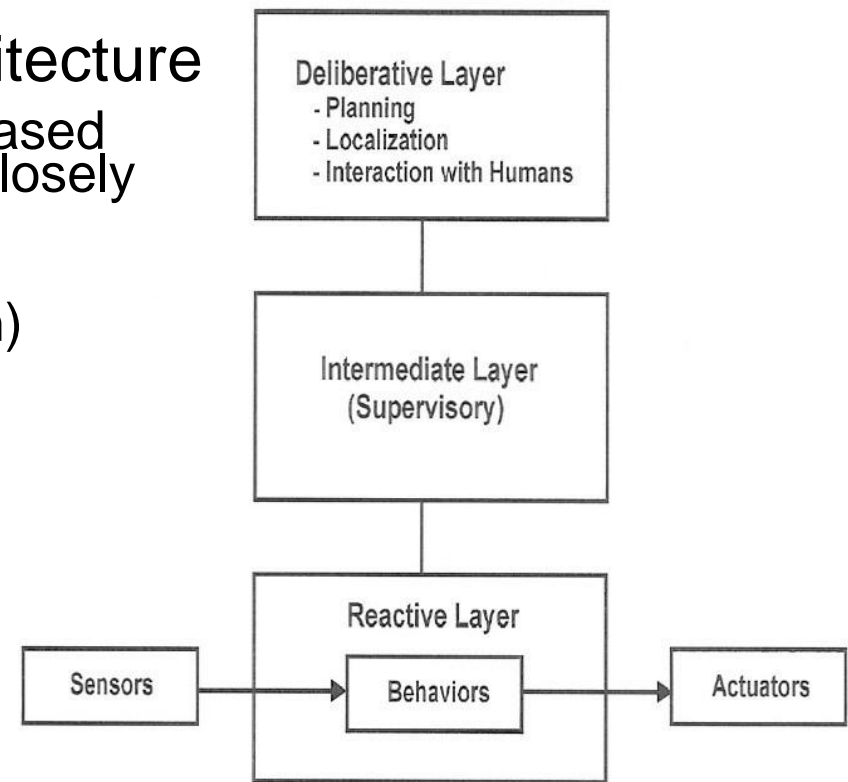 itecture
ased
losely
)
Deliberative Layer
- Planning
- Localization
- Interaction with Humans
Intermediate Layer
(Supervisory)
Reactive Layer
Sensors
Behaviors
Actuators